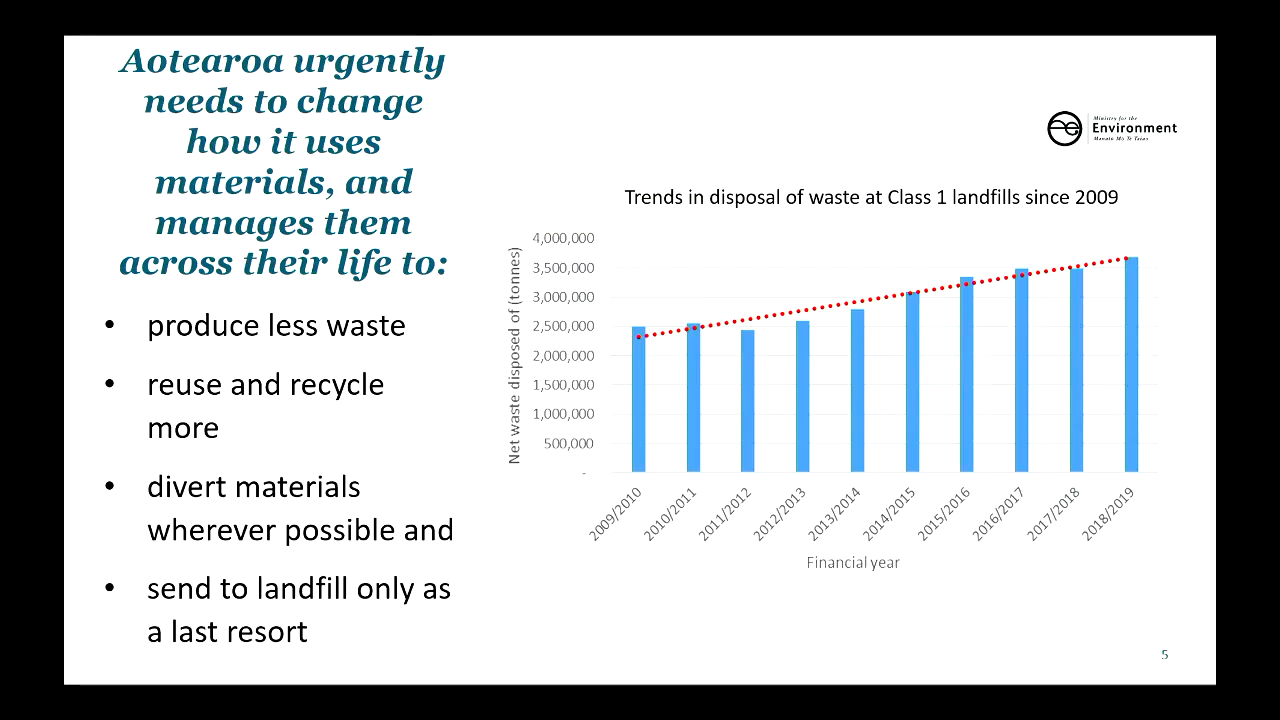 Aotearoa urgently
needs to change
how it uses
materials, and
manages them
across their life to:
• produce less waste
• reuse and recycle
more
• divert materials
wherever possible and
• send to landfill only as
a last resort
Ministry for the
Environment
Manatū Mō Te Taiao
Trends in disposal of waste at Class 1 landfills since 2009
Net waste disposed of (tonnes)
4,000,000
3,500,000
3,000,000
2,500,000
2,000,000
1,500,000
1,000,000
500,000
-
2009/2010
2010/2011
2011/2012
2012/2013
2013/2014
2014/2015
2015/2016
2016/2017
2017/2018
2018/2019
Financial year
5